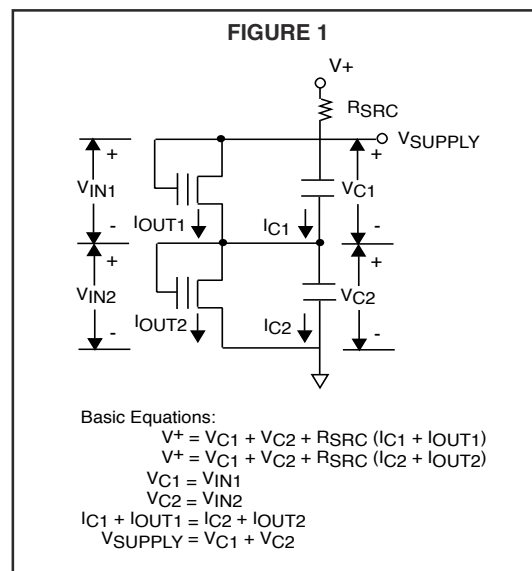 FIGURE 1
V+
RSRC
VSUPPLY
+
+
VIN1
VC1
-
IOUT1
IC1
-
+
+
VIN2
VC2
-
IOUT2
IC2
-
Basic Equations:
V+ = VC1 + VC2 + RSRC (IC1 + IOUT1)
V+ = VC1 + VC2 + RSRC (IC2 + IOUT2)
VC1 = VIN1
VC2 = VIN2
IC1 + IOUT1 = IC2 + IOUT2
VSUPPLY = VC1 + VC2